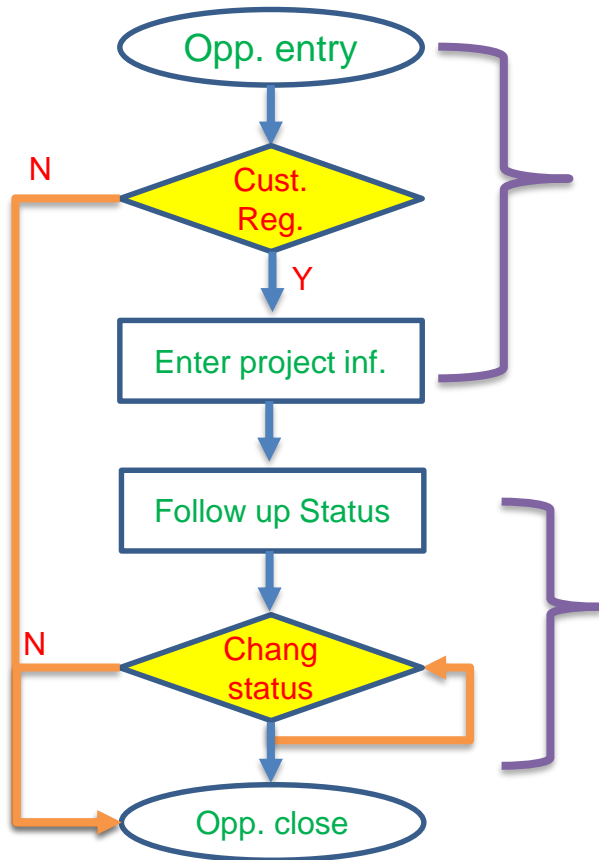 Opp. entry
N
Cust.
Reg.
Y
Enter project inf.
Follow up Status
N
Chang
status
Opp. close